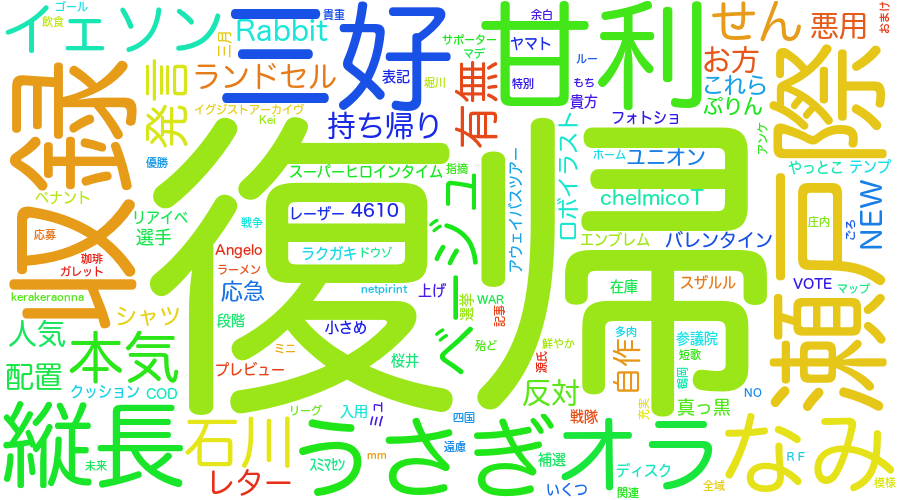 イェソン
飲食
ゴール
三月
Rabbit
貴重
三
好
サポーター
マデ
余白
ヤマト
特別
甘利
ルー
もち
貴方
せん
悪用
おまけ
お方
これら
ぷりん
収録
発言
ランドセル
イグジストアーカイヴ
Kei
表記
堀川
持ち帰り
有無
フォトショ
アンケ
瀬戸際
優勝
スーパーヒロインタイム
指摘
アウェイバスツアー
ロボイラスト
ホーム
ユニオン
やっとこ
テンプ
ペナント
リアイベ
選手
復帰
レーザー
4610
ベージュ
chelmicoT
庄内
ごろ
NEW
応募
珈琲
ガレット
戦争
Angelo
ラーメン
ラクガキ
ドウゾ
エンブレム
バレンタイン
kerakeraonna
応急
netpirint
上げ
選挙
WAR
記事
在庫
スザルル
VOTE
マップ
人気
シャツ
段階
小さめ
殆ど
鮮やか
多肉
参議院
短歌
本気
ミニ
桜井
源氏
自作
鶴岡
配置
プレビュー
クッション
COD
反対
充実
真っ黒
NO
縦長
石川
リーグ
入用
ミュ
四国
遠慮
戦隊
うさぎ
オラ
なみ
未来
レター
mm
ｽﾐﾏｾﾝ
補選
いくつ
ディスク
関連
全域
ＲＦ
模様